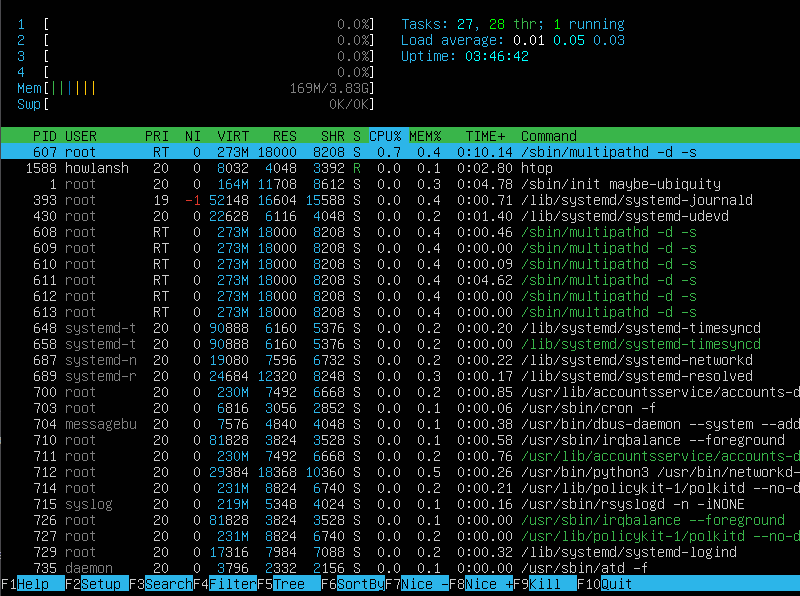 1 [ 0.0%] Tasks: 27, 28 thr; 1 running
2 [ 0.0%] Load average: 0.01 0.05 0.03
3 [ 0.0%] Uptime: 03:46:42
4 [ 0.0%]
Mem[|||||| 169M/3.83G]
Swp[ 0K/0K]
PID USER PRI NI VIRT RES SHR S CPU% MEM% TIME+ Command
607 root RT 0 273M 18000 8208 S 0.7 0.4 0:10.14 /sbin/multipathd -d -s
1588 howlansh 20 0 8032 4048 3392 R 0.0 0.1 0:02.80 htop
1 root 20 0 164M 11708 8612 S 0.0 0.3 0:04.78 /sbin/init maybe-ubiquity
393 root 19 -1 52148 16604 15588 S 0.0 0.4 0:00.71 /lib/systemd/systemd-journald
430 root 20 0 22628 6116 4048 S 0.0 0.2 0:01.40 /lib/systemd/systemd-udevd
608 root RT 0 273M 18000 8208 S 0.0 0.4 0:00.46 /sbin/multipathd -d -s
609 root RT 0 273M 18000 8208 S 0.0 0.4 0:00.00 /sbin/multipathd -d -s
610 root RT 0 273M 18000 8208 S 0.0 0.4 0:00.09 /sbin/multipathd -d -s
611 root RT 0 273M 18000 8208 S 0.0 0.4 0:04.62 /sbin/multipathd -d -s
612 root RT 0 273M 18000 8208 S 0.0 0.4 0:00.00 /sbin/multipathd -d -s
613 root RT 0 273M 18000 8208 S 0.0 0.4 0:00.00 /sbin/multipathd -d -s
648 systemd-t 20 0 90888 6160 5376 S 0.0 0.2 0:00.20 /lib/systemd/systemd-timesyncd
658 systemd-t 20 0 90888 6160 5376 S 0.0 0.2 0:00.00 /lib/systemd/systemd-timesyncd
687 systemd-n 20 0 19080 7596 6732 S 0.0 0.2 0:00.22 /lib/systemd/systemd-networkd
689 systemd-r 20 0 24684 12320 8248 S 0.0 0.3 0:00.17 /lib/systemd/systemd-resolved
700 root 20 0 230M 7492 6668 S 0.0 0.2 0:00.85 /usr/lib/accountsservice/accounts-d
703 root 20 0 6816 3056 2852 S 0.0 0.1 0:00.06 /usr/sbin/cron -f
704 messagebu 20 0 7576 4840 4048 S 0.0 0.1 0:00.38 /usr/bin/dbus-daemon --system --add
710 root 20 0 81828 3824 3528 S 0.0 0.1 0:00.58 /usr/sbin/irqbalance --foreground
711 root 20 0 230M 7492 6668 S 0.0 0.2 0:00.76 /usr/lib/accountsservice/accounts-d
712 root 20 0 29384 18368 10360 S 0.0 0.5 0:00.26 /usr/bin/python3 /usr/bin/networkd-
714 root 20 0 231M 8824 6740 S 0.0 0.2 0:00.21 /usr/lib/policykit-1/polkitd --no-d
715 syslog 20 0 219M 5348 4024 S 0.0 0.1 0:00.16 /usr/sbin/rsyslogd -n -iNONE
726 root 20 0 81828 3824 3528 S 0.0 0.1 0:00.00 /usr/sbin/irqbalance --foreground
727 root 20 0 231M 8824 6740 S 0.0 0.2 0:00.00 /usr/lib/policykit-1/polkitd --no-d
729 root 20 0 17316 7984 7088 S 0.0 0.2 0:00.32 /lib/systemd/systemd-logind
735 daemon 20 0 3796 2332 2156 S 0.0 0.1 0:00.00 /usr/sbin/atd -f
F1Help F2Setup F3SearchF4FilterF5Tree F6SortByF7Nice -F8Nice +F9Kill F10Quit